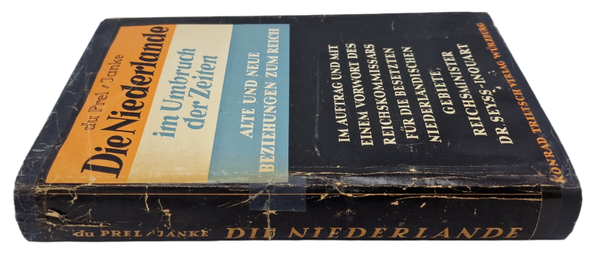 du Prel / Janke
Die Niederlande
im Umbruch
der Zeiten
ALTE UND NEUE
BEZIEHUNGEN ZUM REICH
IM AUFTRAG UND MIT
EINEM VORWORT DES
REICHSKOMMISSARS
FÜR DIE BESETZTEN
NIEDERLÄNDISCHEN
GEBIETE,
REICHSMINISTER
DR. SEYSS-INQUART
KONRAD TRILTSCH VERLAG WÜRZBURG
du PREL / JANKE DIE NIEDERLANDE